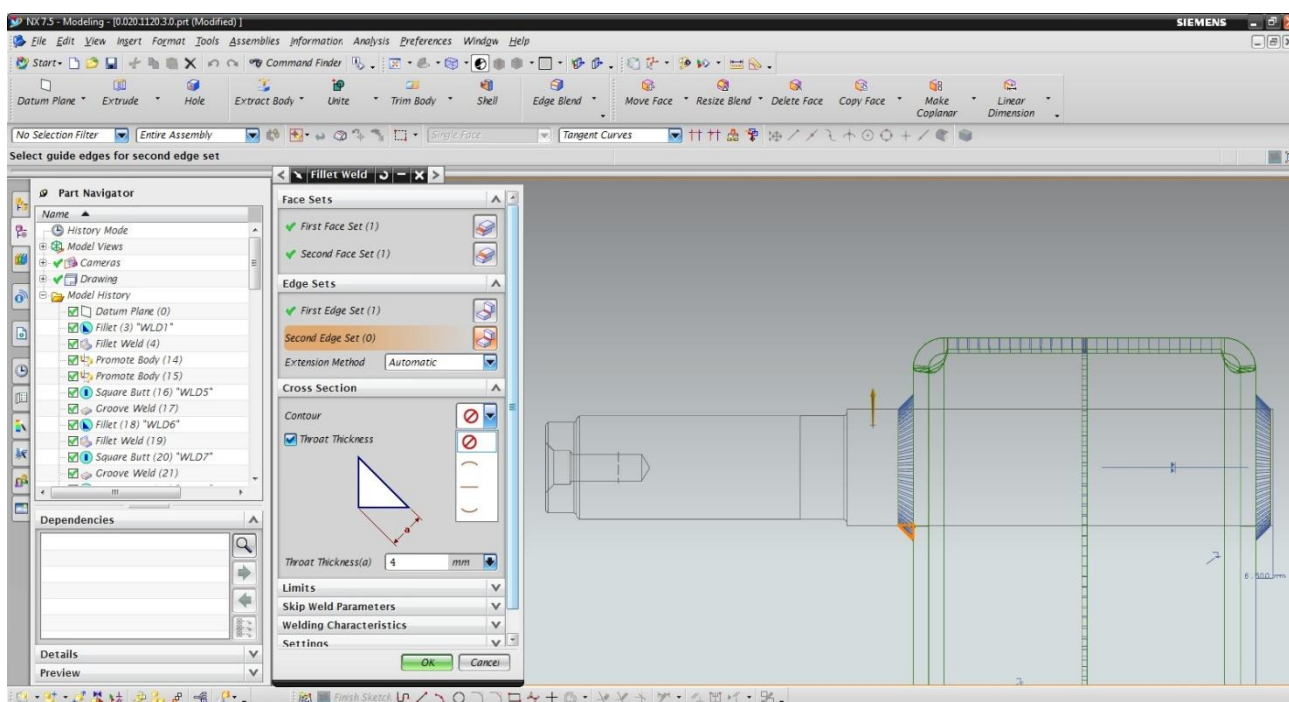 NX 7.5 - Modeling - [0.020.1120.3.0.prt (Modified) ]
SIEMENS
File Edit View Insert Format Tools Assemblies Information Analysis Preferences Window Help
Start Command Finder
Datum Plane Extrude Hole Extract Body Unite Trim Body Shell Edge Blend Move Face Resize Blend Delete Face Copy Face Make Coplanar Linear Dimension
No Selection Filter Entire Assembly Single Face Tangent Curves
Select guide edges for second edge set
Part Navigator
Name
History Mode
Model Views
Cameras
Drawing
Model History
Datum Plane (0)
Fillet (3) "WLD1"
Fillet Weld (4)
Promote Body (14)
Promote Body (15)
Square Butt (16) "WLD5"
Groove Weld (17)
Fillet (18) "WLD6"
Fillet Weld (19)
Square Butt (20) "WLD7"
Groove Weld (21)
Dependencies
Details
Preview
Fillet Weld
Face Sets
First Face Set (1)
Second Face Set (1)
Edge Sets
First Edge Set (1)
Second Edge Set (0)
Extension Method Automatic
Cross Section
Contour
Throat Thickness
a
Throat Thickness(a) 4 mm
Limits
Skip Weld Parameters
Welding Characteristics
Settings
OK Cancel
Finish Sketch